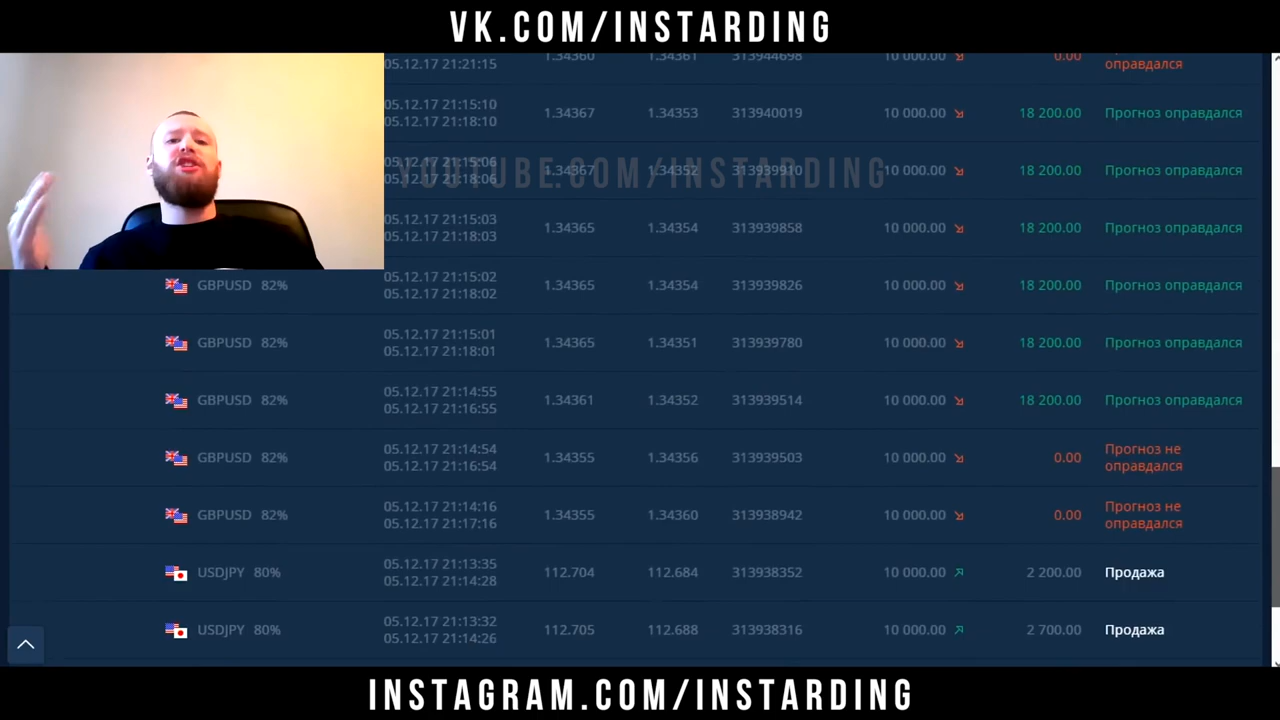 VK.COM/INSTARDING
05.12.17 21:21:15 1.34360 1.34361 313944698 10 000.00 0.00 оправдался
05.12.17 21:15:10
05.12.17 21:18:10 1.34367 1.34353 313940019 10 000.00 18 200.00 Прогноз оправдался
YOUTUBE.COM/INSTARDING
05.12.17 21:15:06
05.12.17 21:18:06 1.34367 1.34352 313939910 10 000.00 18 200.00 Прогноз оправдался
05.12.17 21:15:03
05.12.17 21:18:03 1.34365 1.34354 313939858 10 000.00 18 200.00 Прогноз оправдался
GBPUSD 82% 05.12.17 21:15:02
05.12.17 21:18:02 1.34365 1.34354 313939826 10 000.00 18 200.00 Прогноз оправдался
GBPUSD 82% 05.12.17 21:15:01
05.12.17 21:18:01 1.34365 1.34351 313939780 10 000.00 18 200.00 Прогноз оправдался
GBPUSD 82% 05.12.17 21:14:55
05.12.17 21:16:55 1.34361 1.34352 313939514 10 000.00 18 200.00 Прогноз оправдался
GBPUSD 82% 05.12.17 21:14:54
05.12.17 21:16:54 1.34355 1.34356 313939503 10 000.00 0.00 Прогноз не
оправдался
GBPUSD 82% 05.12.17 21:14:16
05.12.17 21:17:16 1.34355 1.34360 313938942 10 000.00 0.00 Прогноз не
оправдался
USDJPY 80% 05.12.17 21:13:35
05.12.17 21:14:28 112.704 112.684 313938352 10 000.00 2 200.00 Продажа
USDJPY 80% 05.12.17 21:13:32
05.12.17 21:14:26 112.705 112.688 313938316 10 000.00 2 700.00 Продажа
INSTAGRAM.COM/INSTARDING